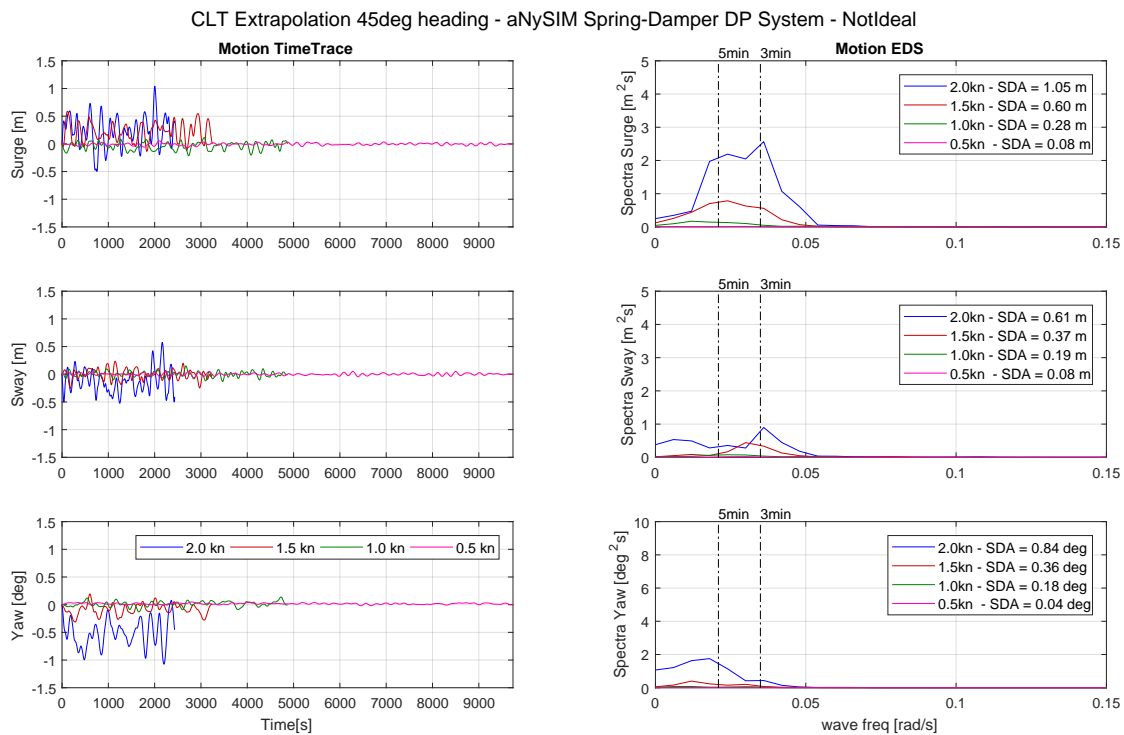 CLT Extrapolation 45deg heading - aNySIM Spring-Damper DP System - NotIdeal
Motion TimeTrace
1.5
1
0.5
0
-0.5
-1
-1.5
Surge [m]
0 1000 2000 3000 4000 5000 6000 7000 8000 9000
Motion EDS
5min 3min
5
4
3
2
1
0
Spectra Surge [m²s]
0 0.05 0.1 0.15
2.0kn - SDA = 1.05 m
1.5kn - SDA = 0.60 m
1.0kn - SDA = 0.28 m
0.5kn - SDA = 0.08 m
1.5
1
0.5
0
-0.5
-1
-1.5
Sway [m]
0 1000 2000 3000 4000 5000 6000 7000 8000 9000
5min 3min
5
4
3
2
1
0
Spectra Sway [m²s]
0 0.05 0.1 0.15
2.0kn - SDA = 0.61 m
1.5kn - SDA = 0.37 m
1.0kn - SDA = 0.19 m
0.5kn - SDA = 0.08 m
1.5
1
0.5
0
-0.5
-1
-1.5
Yaw [deg]
2.0 kn 1.5 kn 1.0 kn 0.5 kn
0 1000 2000 3000 4000 5000 6000 7000 8000 9000
Time[s]
5min 3min
10
8
6
4
2
0
Spectra Yaw [deg²s]
2.0kn - SDA = 0.84 deg
1.5kn - SDA = 0.36 deg
1.0kn - SDA = 0.18 deg
0.5kn - SDA = 0.04 deg
0 0.05 0.1 0.15
wave freq [rad/s]